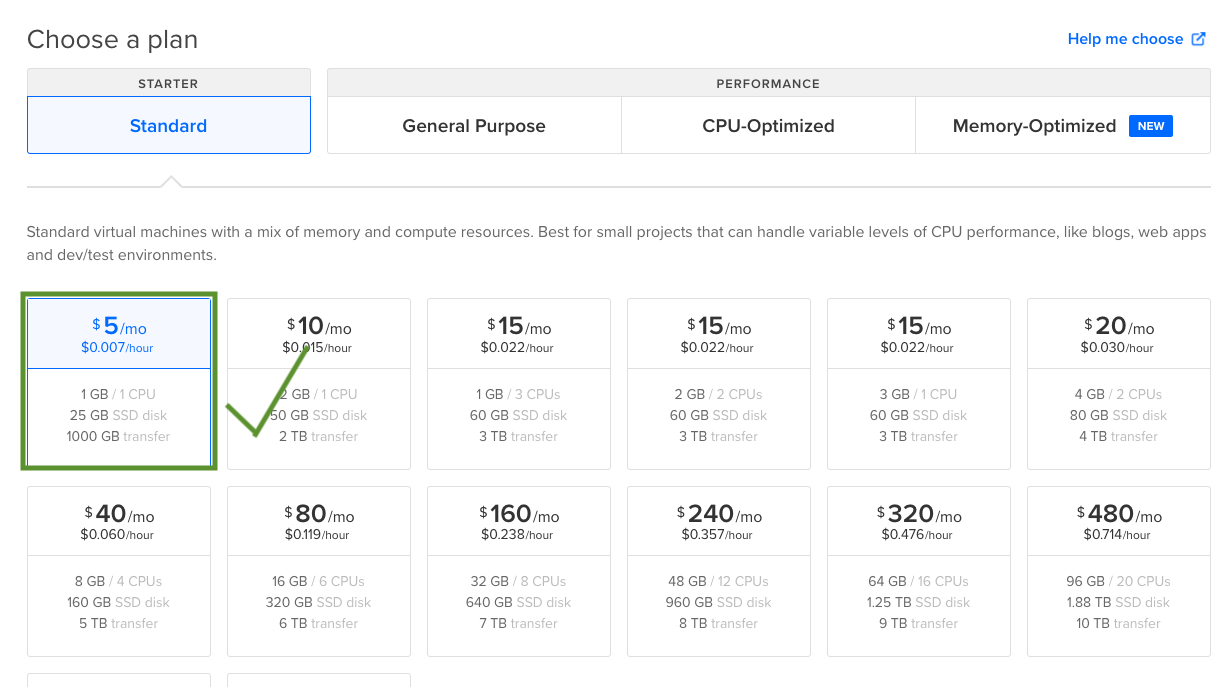 Choose a plan
Help me choose
STARTER
PERFORMANCE
Standard
General Purpose
CPU-Optimized
Memory-Optimized NEW
Standard virtual machines with a mix of memory and compute resources. Best for small projects that can handle variable levels of CPU performance, like blogs, web apps
and dev/test environments.
$5/mo
$0.007/hour
1 GB / 1 CPU
25 GB SSD disk
1000 GB transfer
$10/mo
$0.015/hour
2 GB / 1 CPU
50 GB SSD disk
2 TB transfer
$15/mo
$0.022/hour
1 GB / 3 CPUs
60 GB SSD disk
3 TB transfer
$15/mo
$0.022/hour
2 GB / 2 CPUs
60 GB SSD disk
3 TB transfer
$15/mo
$0.022/hour
3 GB / 1 CPU
60 GB SSD disk
3 TB transfer
$20/mo
$0.030/hour
4 GB / 2 CPUs
80 GB SSD disk
4 TB transfer
$40/mo
$0.060/hour
8 GB / 4 CPUs
160 GB SSD disk
5 TB transfer
$80/mo
$0.119/hour
16 GB / 6 CPUs
320 GB SSD disk
6 TB transfer
$160/mo
$0.238/hour
32 GB / 8 CPUs
640 GB SSD disk
7 TB transfer
$240/mo
$0.357/hour
48 GB / 12 CPUs
960 GB SSD disk
8 TB transfer
$320/mo
$0.476/hour
64 GB / 16 CPUs
1.25 TB SSD disk
9 TB transfer
$480/mo
$0.714/hour
96 GB / 20 CPUs
1.88 TB SSD disk
10 TB transfer